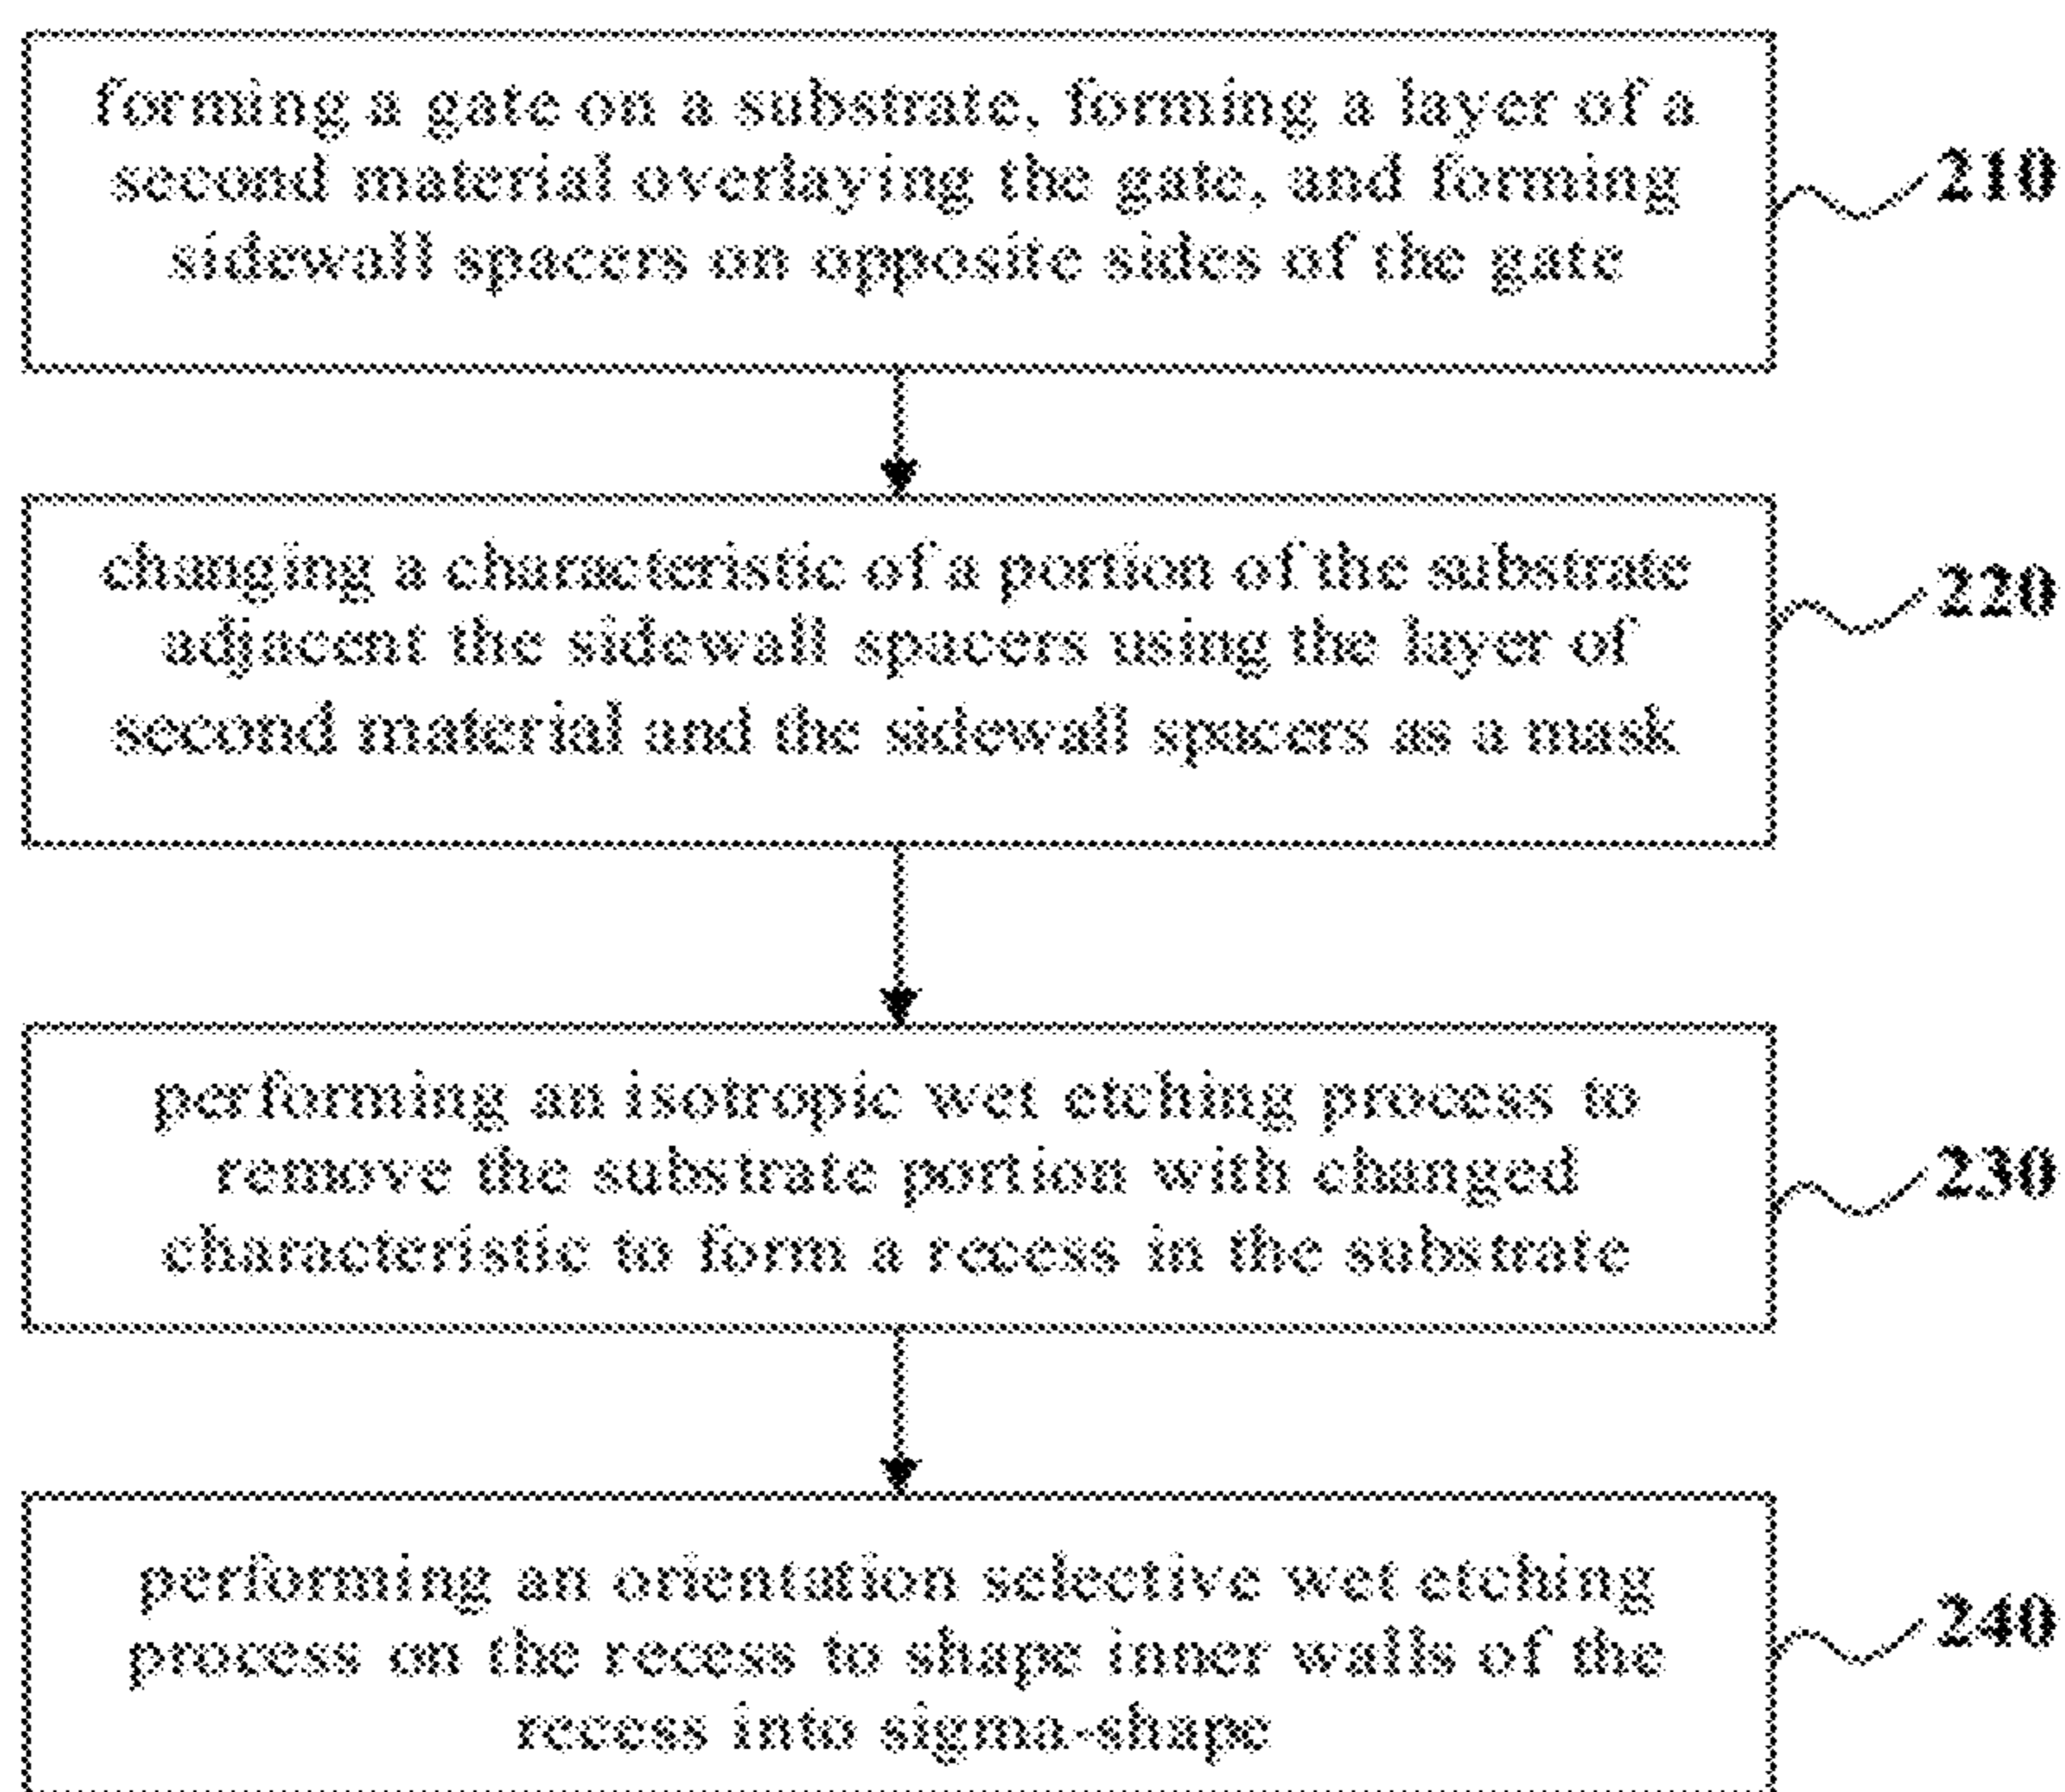 forming a gate on a substrate, forming a layer of a
second material overlaying the gate, and forming
sidewall spacers on opposite sides of the gate
210
changing a characteristic of a portion of the substrate
adjacent the sidewall spacers using the layer of
second material and the sidewall spacers as a mask
220
performing an isotropic wet etching process to
remove the substrate portion with changed
characteristic to form a recess in the substrate
230
performing an orientation selective wet etching
process on the recess to shape inner walls of the
recess into sigma-shape
240